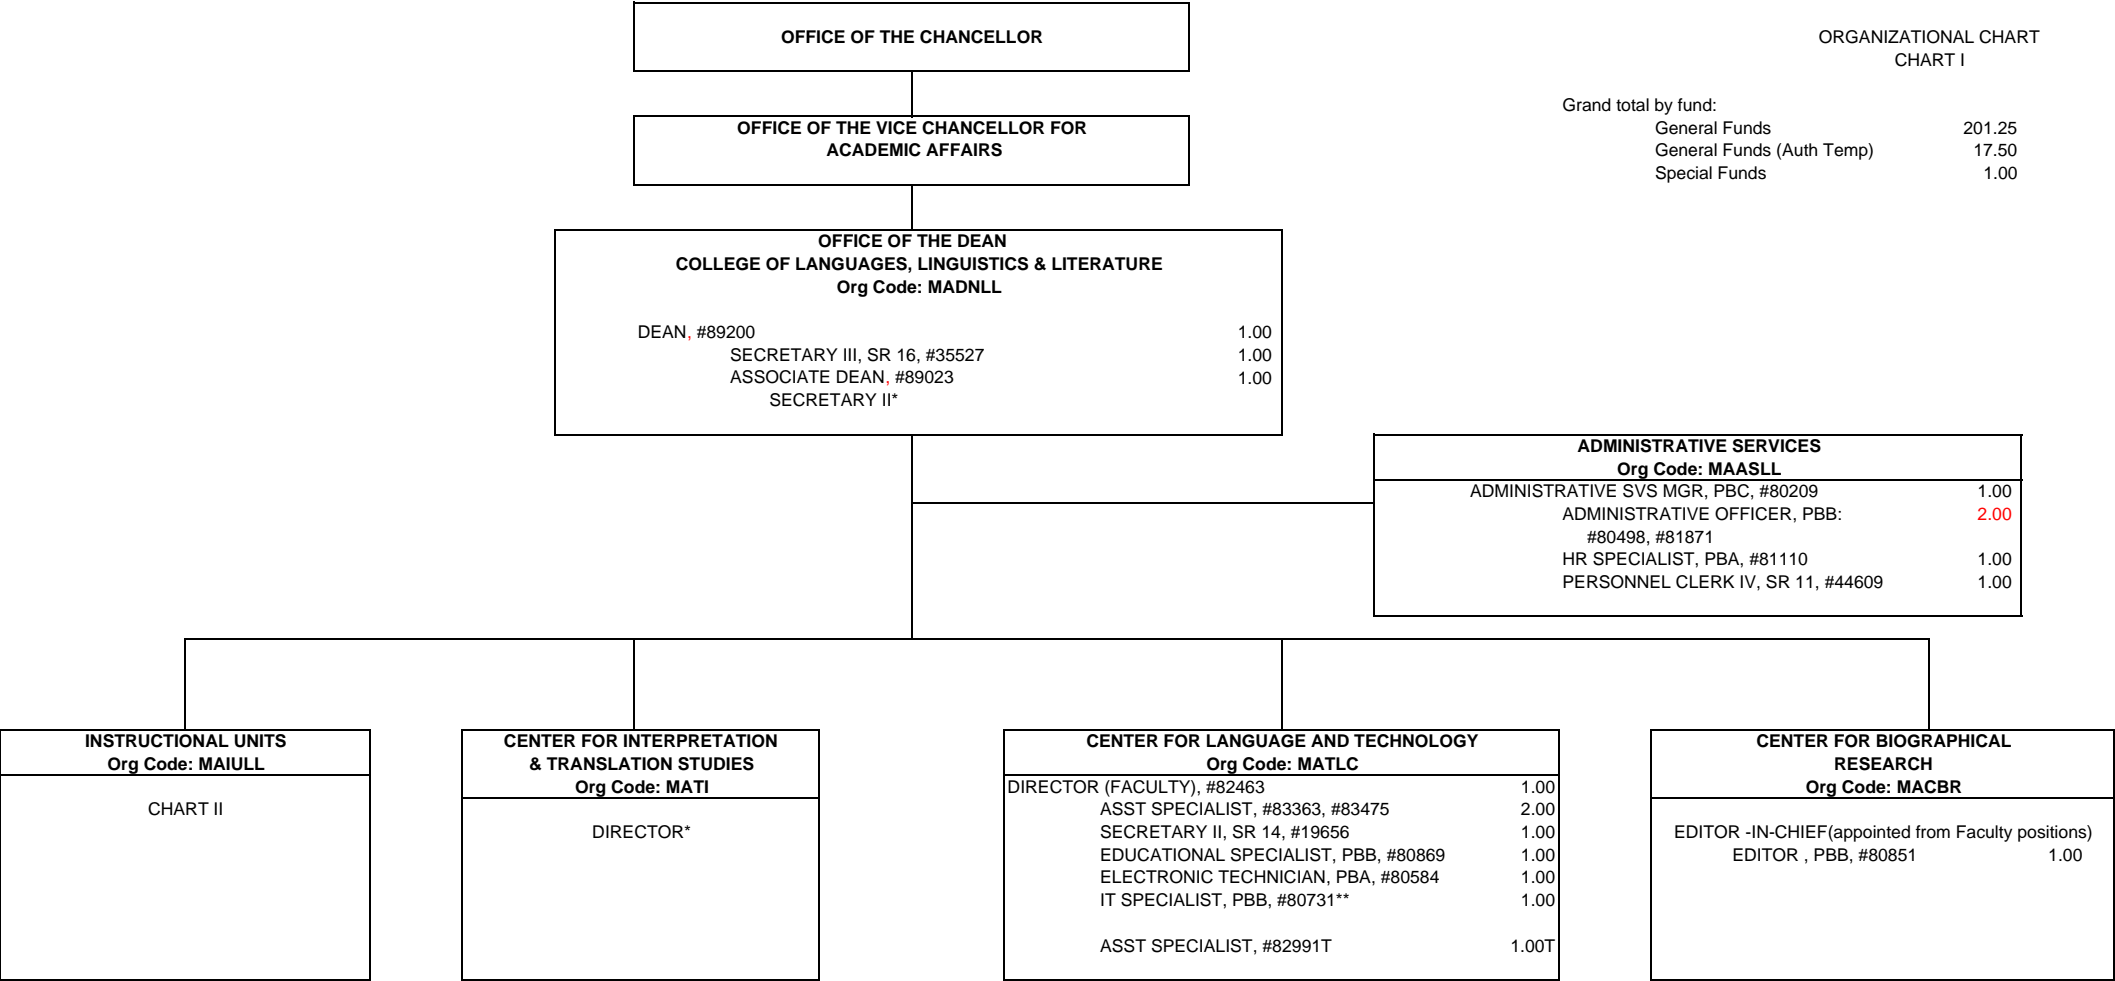 OFFICE OF THE CHANCELLOR
ORGANIZATIONAL CHART
CHART I
Grand total by fund:
General Funds 201.25
General Funds (Auth Temp) 17.50
Special Funds 1.00
OFFICE OF THE VICE CHANCELLOR FOR
ACADEMIC AFFAIRS
OFFICE OF THE DEAN
COLLEGE OF LANGUAGES, LINGUISTICS & LITERATURE
Org Code: MADNLL
DEAN, #89200 1.00
SECRETARY III, SR 16, #35527 1.00
ASSOCIATE DEAN, #89023 1.00
SECRETARY II*
ADMINISTRATIVE SERVICES
Org Code: MAASLL
ADMINISTRATIVE SVS MGR, PBC, #80209 1.00
ADMINISTRATIVE OFFICER, PBB: 2.00
#80498, #81871
HR SPECIALIST, PBA, #81110 1.00
PERSONNEL CLERK IV, SR 11, #44609 1.00
INSTRUCTIONAL UNITS
Org Code: MAIULL
CHART II
CENTER FOR INTERPRETATION
& TRANSLATION STUDIES
Org Code: MATI
DIRECTOR*
CENTER FOR LANGUAGE AND TECHNOLOGY
Org Code: MATLC
DIRECTOR (FACULTY), #82463 1.00
ASST SPECIALIST, #83363, #83475 2.00
SECRETARY II, SR 14, #19656 1.00
EDUCATIONAL SPECIALIST, PBB, #80869 1.00
ELECTRONIC TECHNICIAN, PBA, #80584 1.00
IT SPECIALIST, PBB, #80731** 1.00
ASST SPECIALIST, #82991T 1.00T
CENTER FOR BIOGRAPHICAL
RESEARCH
Org Code: MACBR
EDITOR -IN-CHIEF(appointed from Faculty positions)
EDITOR , PBB, #80851 1.00